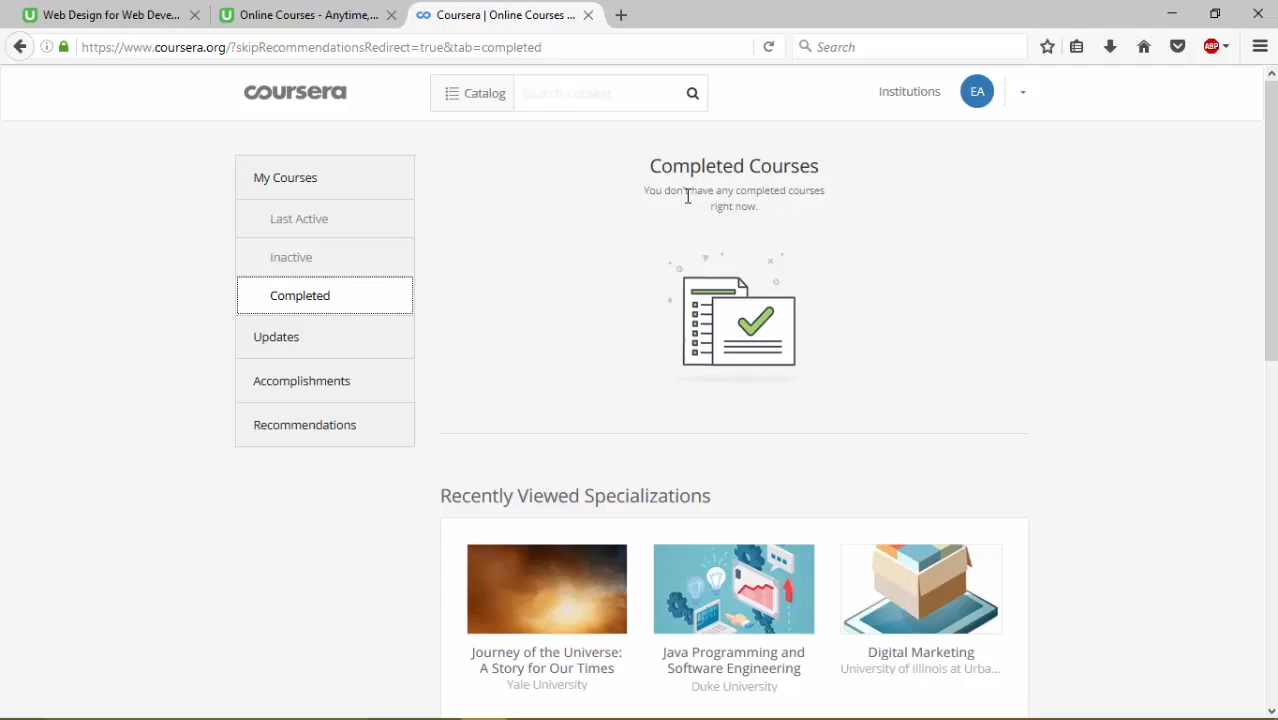 Web Design for Web Deve...
Online Courses - Anytime, ...
Coursera | Online Courses ...
https://www.coursera.org/?skipRecommendationsRedirect=true&tab=completed
Search
ABP
coursera
Catalog
Search catalog
Institutions
EA
My Courses
Last Active
Inactive
Completed
Updates
Accomplishments
Recommendations
Completed Courses
You don't have any completed courses
right now.
Recently Viewed Specializations
Journey of the Universe:
A Story for Our Times
Yale University
Java Programming and
Software Engineering
Duke University
Digital Marketing
University of Illinois at Urba...